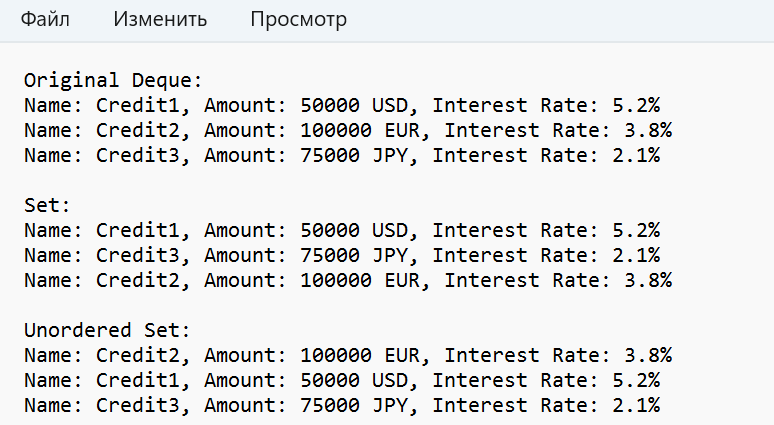 Файл Изменить Просмотр
Original Deque:
Name: Credit1, Amount: 50000 USD, Interest Rate: 5.2%
Name: Credit2, Amount: 100000 EUR, Interest Rate: 3.8%
Name: Credit3, Amount: 75000 JPY, Interest Rate: 2.1%
Set:
Name: Credit1, Amount: 50000 USD, Interest Rate: 5.2%
Name: Credit3, Amount: 75000 JPY, Interest Rate: 2.1%
Name: Credit2, Amount: 100000 EUR, Interest Rate: 3.8%
Unordered Set:
Name: Credit2, Amount: 100000 EUR, Interest Rate: 3.8%
Name: Credit1, Amount: 50000 USD, Interest Rate: 5.2%
Name: Credit3, Amount: 75000 JPY, Interest Rate: 2.1%